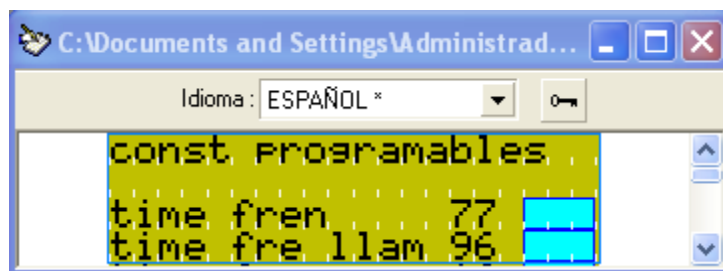 C:\Documents and Settings\Administrad...
Idioma : ESPAÑOL *
const programables
time fren 77
time fre llam 96